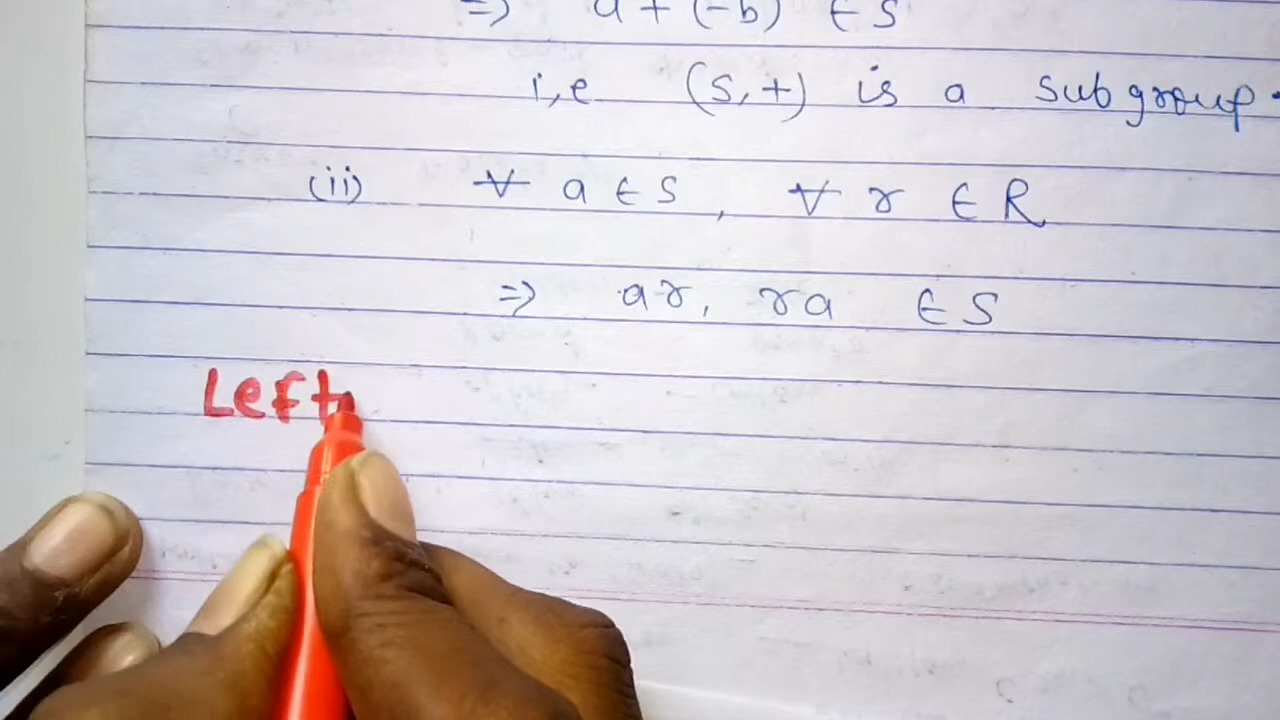 => a + (-b) ∈ S
i,e (S, +) is a subgroup.
(ii) ∀ a ∈ S, ∀ r ∈ R
=> ar, ra ∈ S
Left